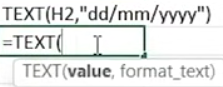 TEXT(H2,"dd/mm/yyyy")
=TEXT(
TEXT(value, format_text)